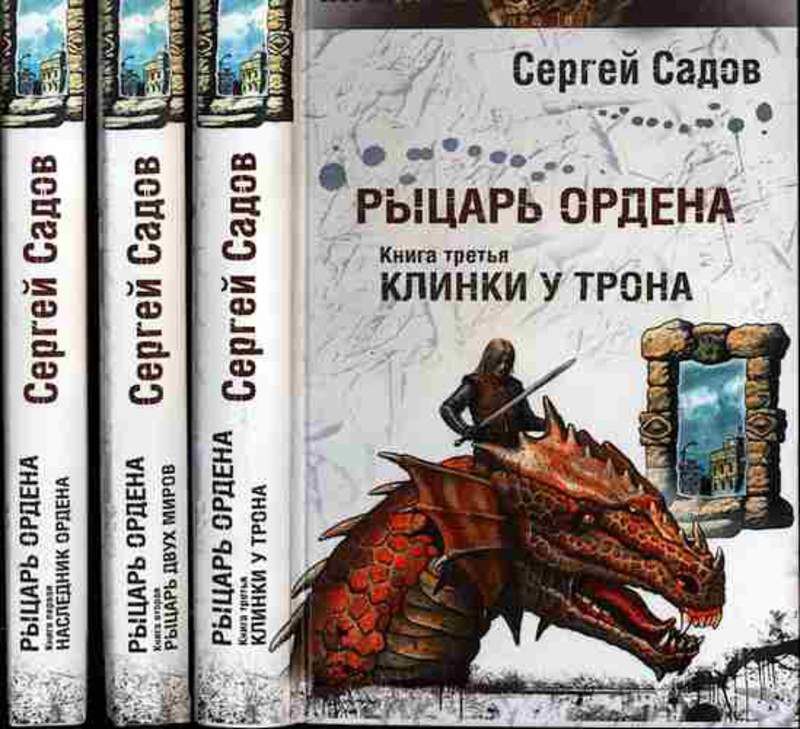 Сергей Садов
РЫЦАРЬ ОРДЕНА
Книга первая
НАСЛЕДНИК ОРДЕНА
Сергей Садов
РЫЦАРЬ ОРДЕНА
Книга вторая
РЫЦАРЬ ДВУХ МИРОВ
Сергей Садов
РЫЦАРЬ ОРДЕНА
Книга третья
КЛИНКИ У ТРОНА
Сергей Садов
РЫЦАРЬ ОРДЕНА
Книга третья
КЛИНКИ У ТРОНА